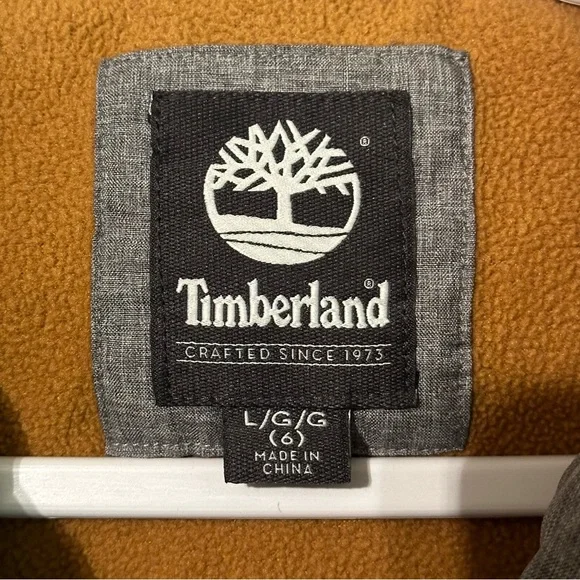 ®
Timberland®
CRAFTED SINCE 1973
L/G/G
(6)
MADE IN
CHINA